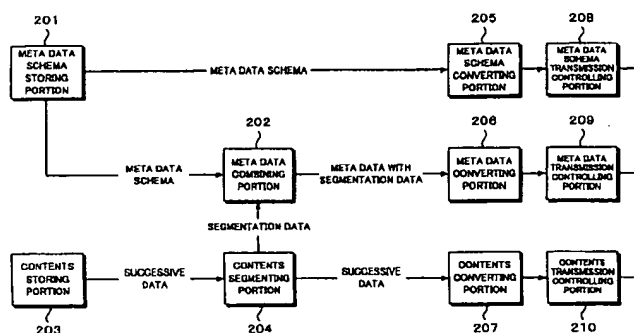 201
META DATA
SCHEMA
STORING
PORTION
META DATA SCHEMA
205
META DATA
SCHEMA
CONVERTING
PORTION
208
META DATA
SCHEMA
TRANSMISSION
CONTROLLING
PORTION
META DATA
SCHEMA
202
META DATA
COMBINING
PORTION
META DATA WITH
SEGMENTATION DATA
206
META DATA
CONVERTING
PORTION
209
META DATA
TRANSMISSION
CONTROLLING
PORTION
SEGMENTATION DATA
CONTENTS
STORING
PORTION
203
SUCCESSIVE
DATA
CONTENTS
SEGMENTING
PORTION
204
SUCCESSIVE
DATA
CONTENTS
CONVERTING
PORTION
207
CONTENTS
TRANSMISSION
CONTROLLING
PORTION
210